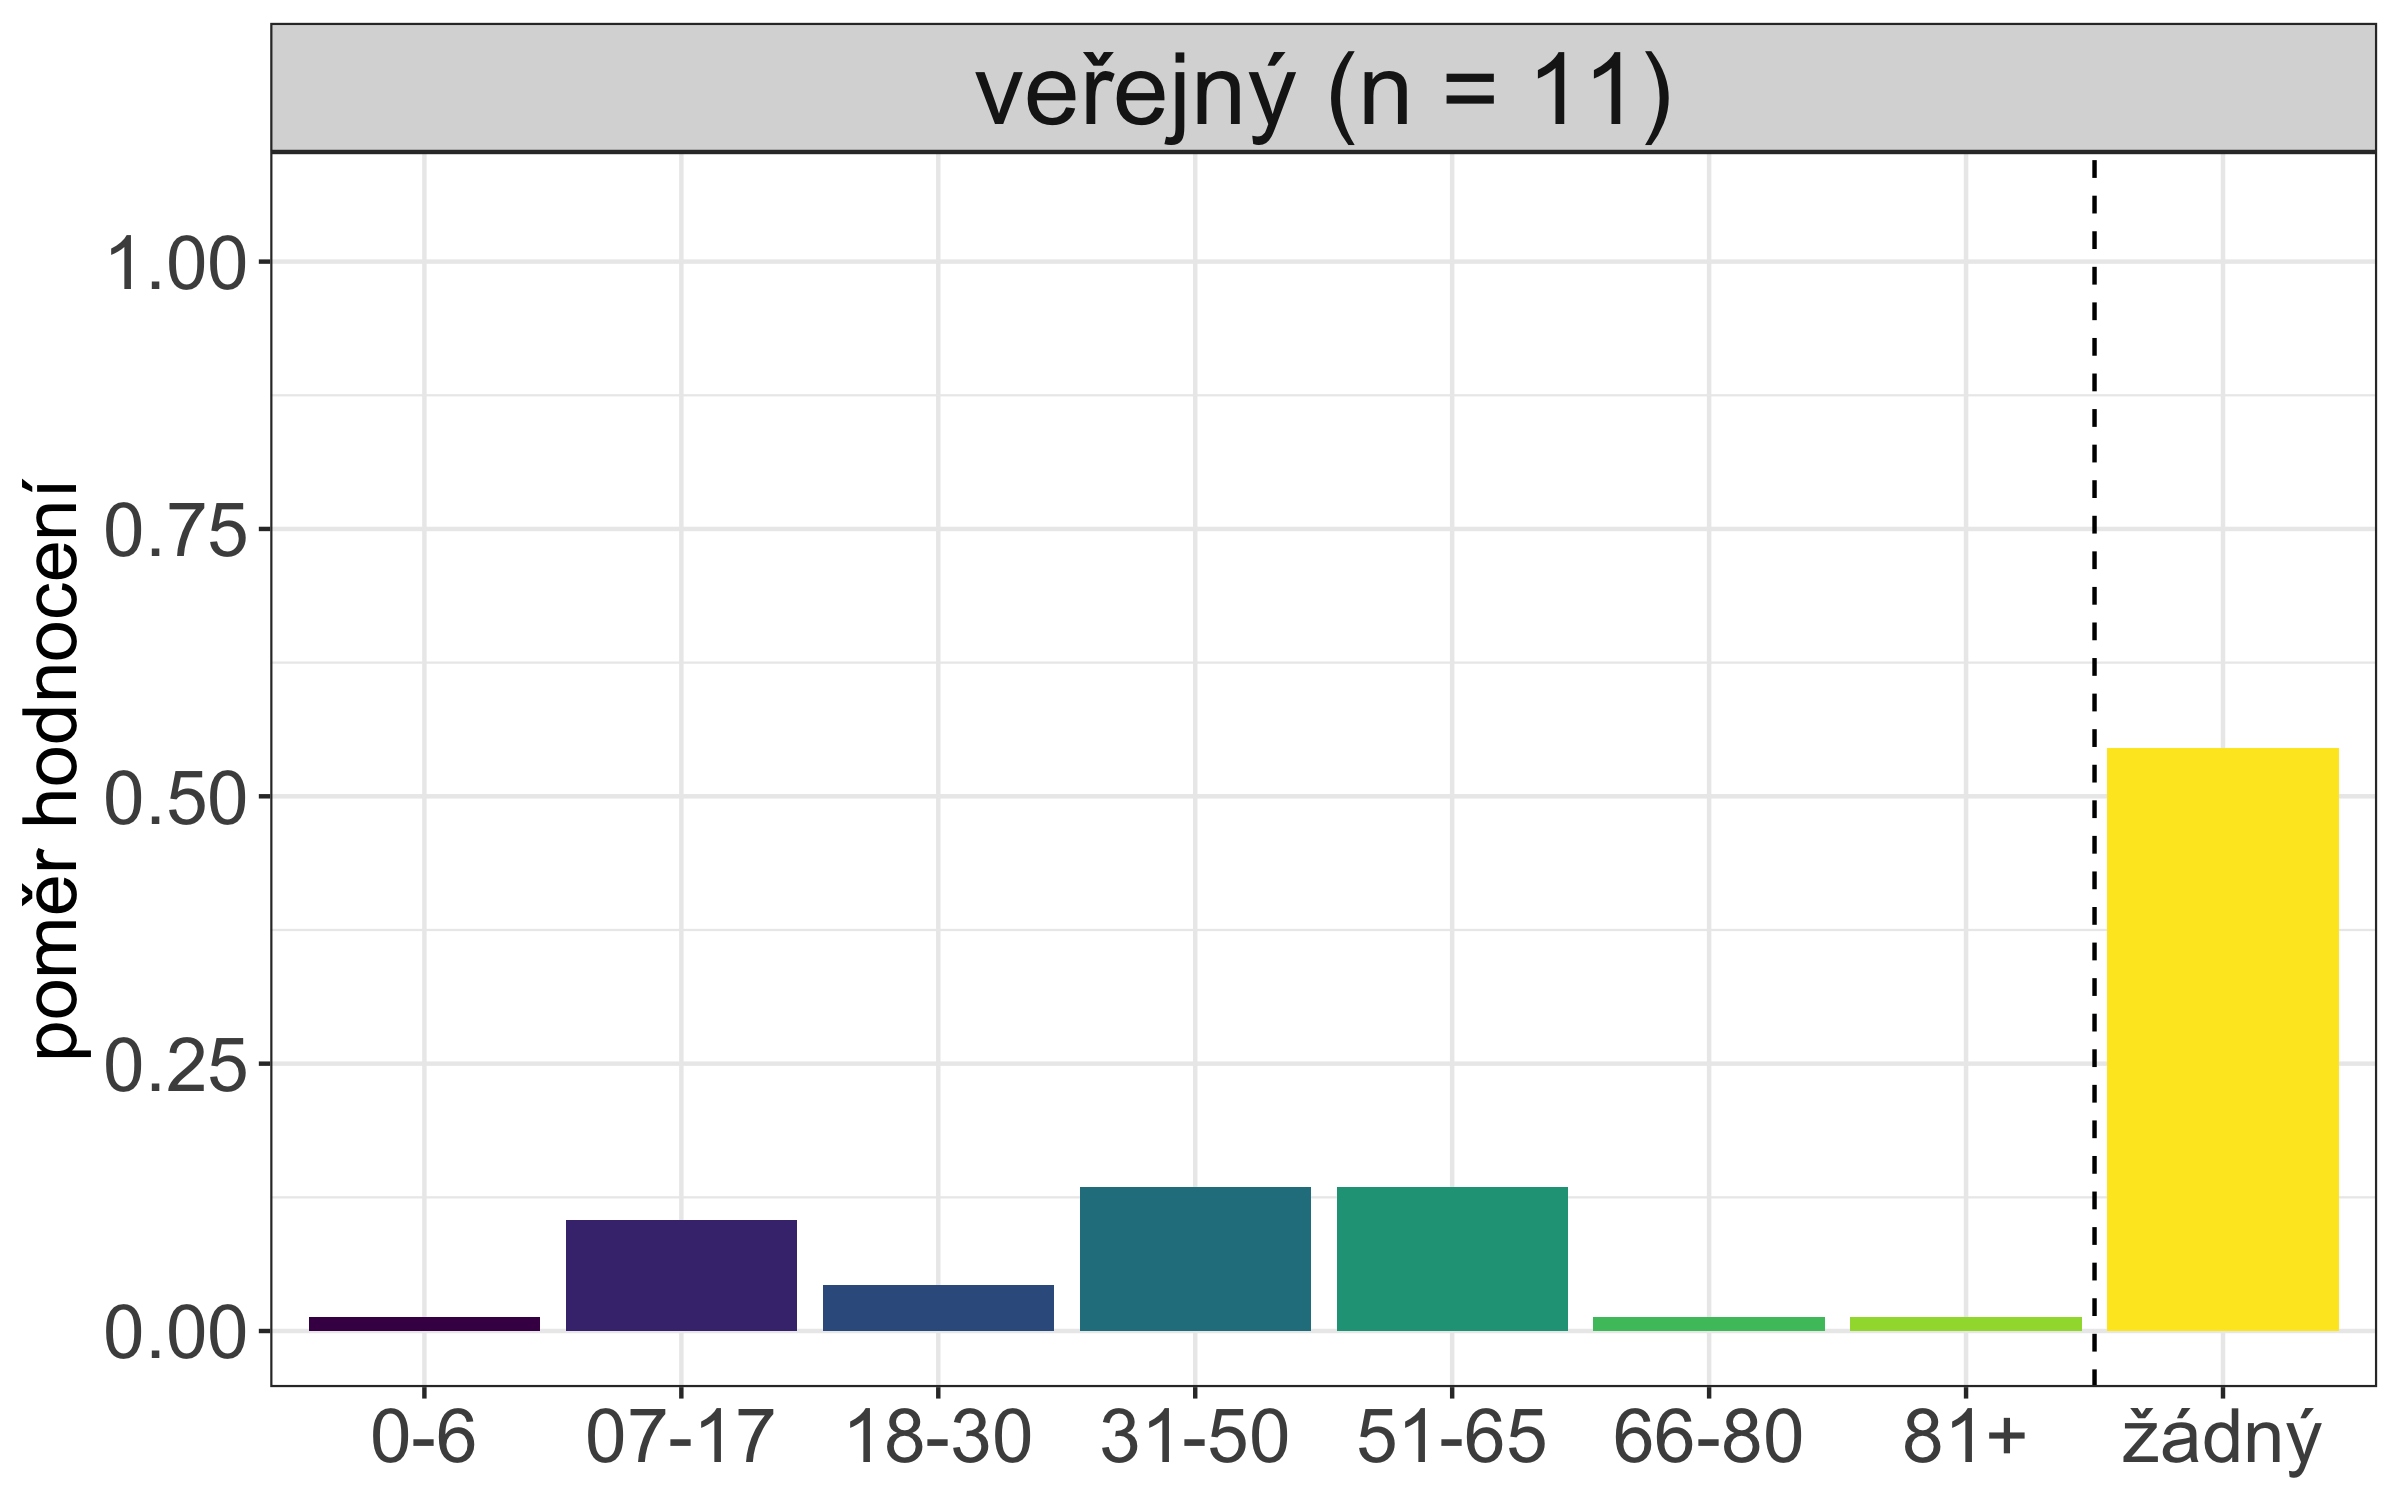 veřejný (n = 11)
poměr hodnocení
1.00
0.75
0.50
0.25
0.00
0-6 07-17 18-30 31-50 51-65 66-80 81+ žádný